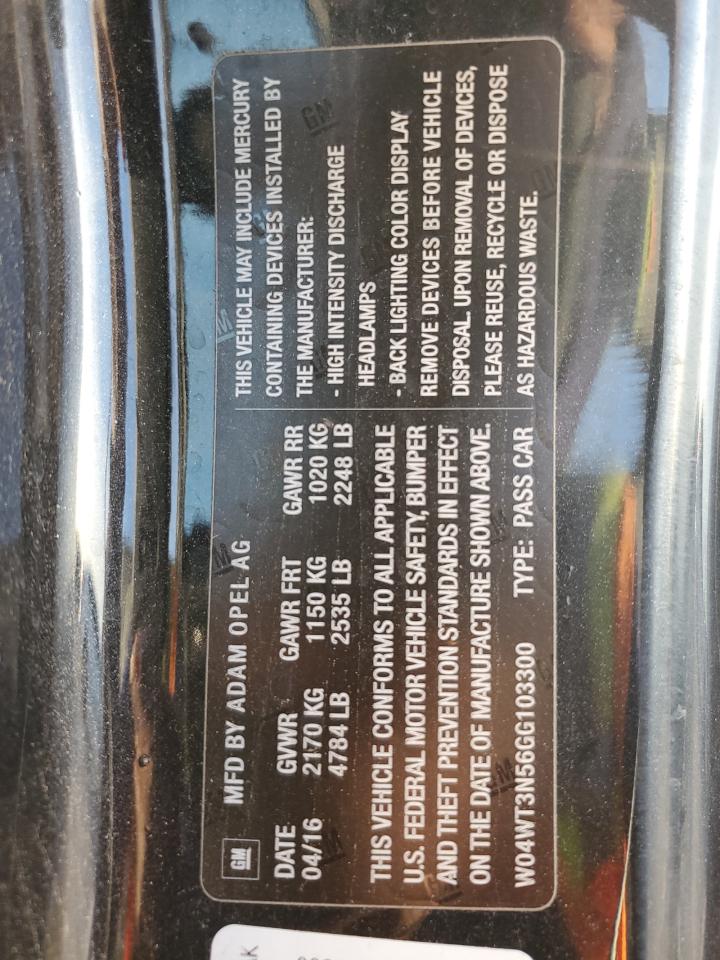 GM
MFD BY ADAM OPEL AG
DATE GVWR GAWR FRT GAWR RR
04/16 2170 KG 1150 KG 1020 KG
4784 LB 2535 LB 2248 LB
THIS VEHICLE CONFORMS TO ALL APPLICABLE
U.S. FEDERAL MOTOR VEHICLE SAFETY, BUMPER
AND THEFT PREVENTION STANDARDS IN EFFECT
ON THE DATE OF MANUFACTURE SHOWN ABOVE.
W04WT3N56GG103300 TYPE: PASS CAR
THIS VEHICLE MAY INCLUDE MERCURY
CONTAINING DEVICES INSTALLED BY
THE MANUFACTURER:
- HIGH INTENSITY DISCHARGE
HEADLAMPS
- BACK LIGHTING COLOR DISPLAY
REMOVE DEVICES BEFORE VEHICLE
DISPOSAL. UPON REMOVAL OF DEVICES,
PLEASE REUSE, RECYCLE OR DISPOSE
AS HAZARDOUS WASTE.